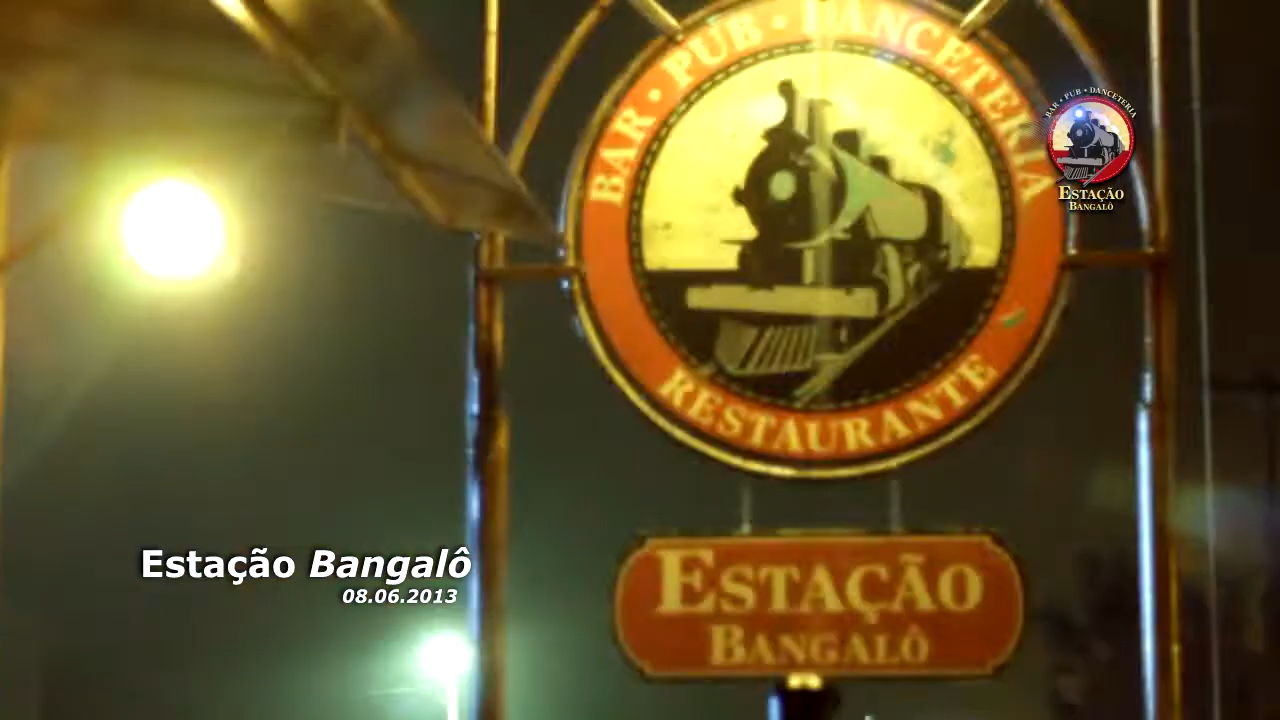 BAR • PUB • DANCETERIA
RESTAURANTE
ESTAÇÃO
BANGALÔ
BAR • PUB • DANCETERIA
ESTAÇÃO
BANGALÔ
Estação Bangalô
08.06.2013